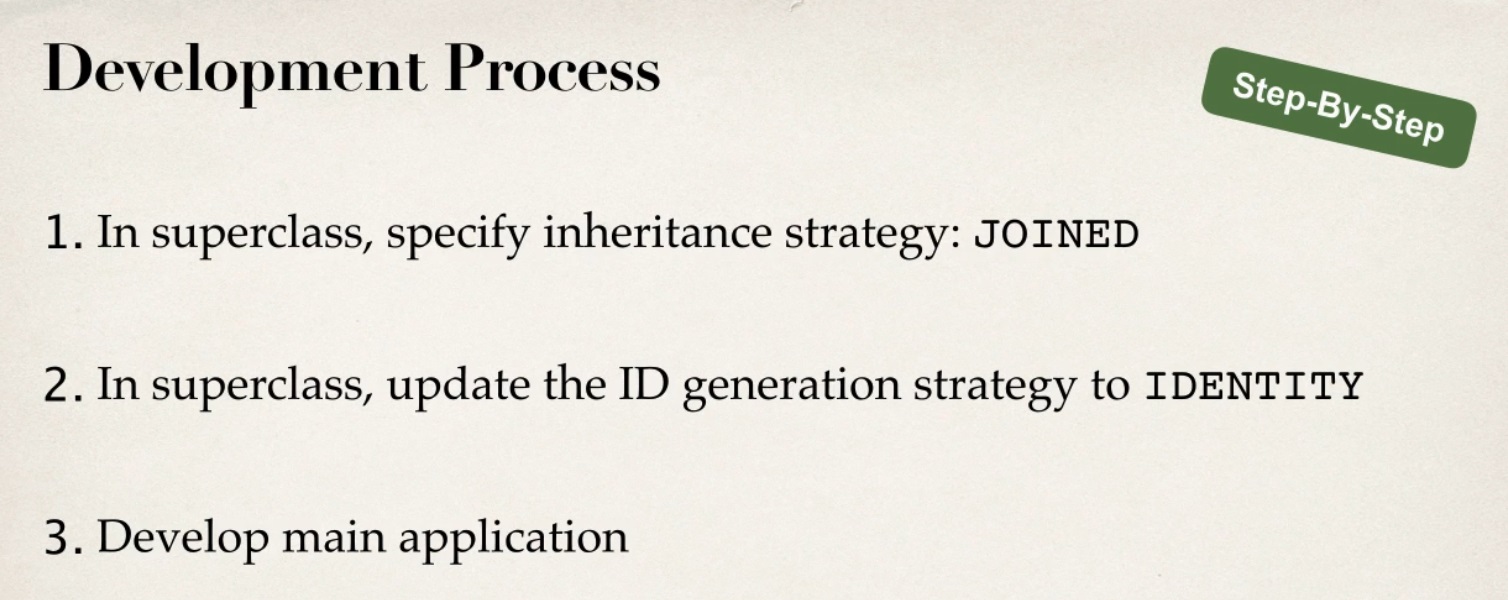 Development Process
Step-By-Step
1. In superclass, specify inheritance strategy: JOINED
2. In superclass, update the ID generation strategy to IDENTITY
3. Develop main application